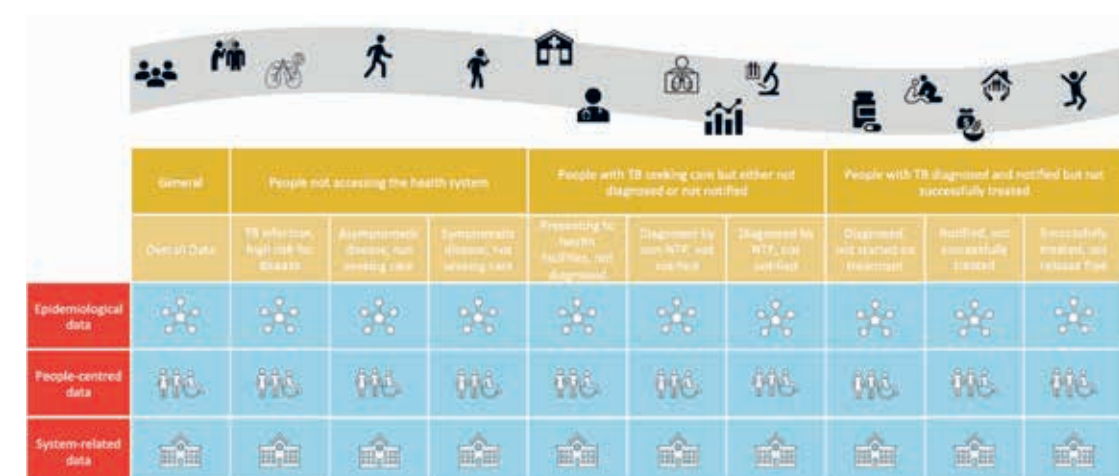 General
People not accessing the health system
People with TB seeking care but either not
diagnosed or not notified
People with TB diagnosed and notified but not
successfully treated
Overall Data
TB infection,
high risk for
disease
Asymptomatic
disease, not
seeking care
Symptomatic
disease, not
seeking care
Presenting to
health
facilities, not
diagnosed
Diagnosed by
non-NTP, not
notified
Diagnosed by
NTP, not
notified
Diagnosed,
not started on
treatment
Notified, not
successfully
treated
Successfully
treated, not
relapse free
Epidemiological
data
People-centred
data
System-related
data